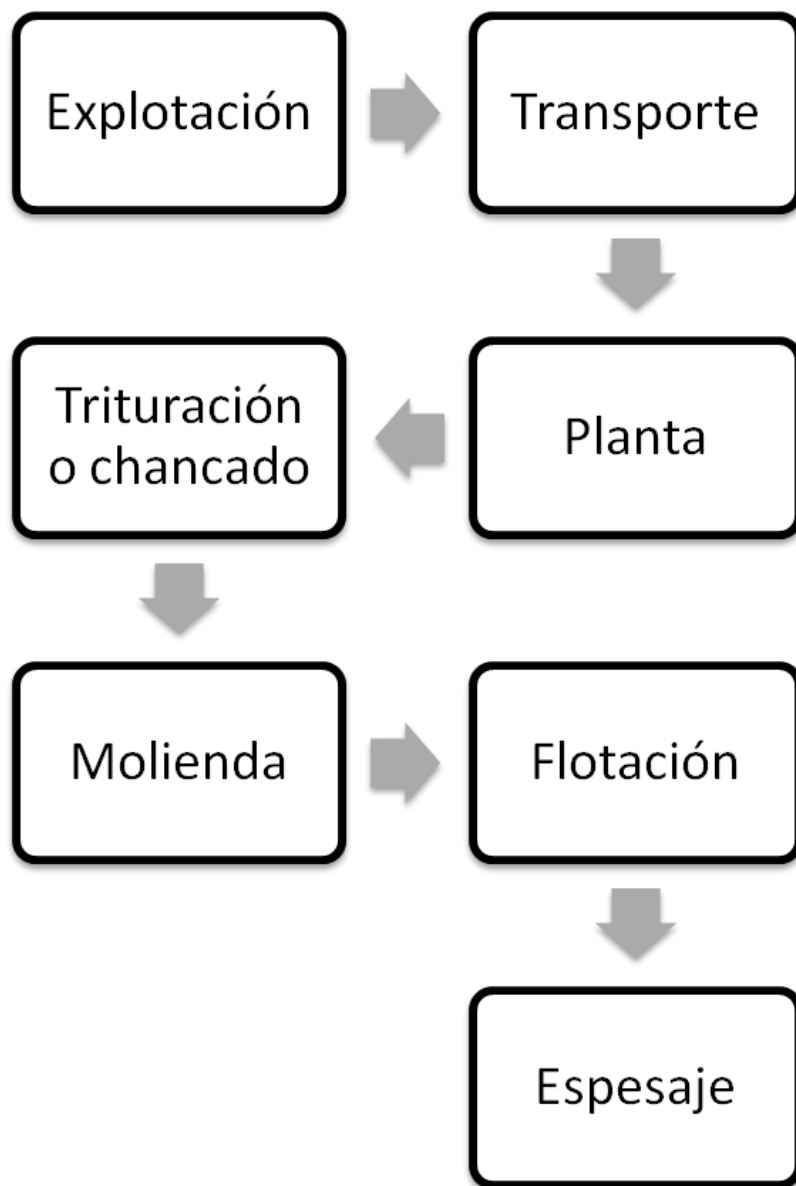 Explotación
Transporte
Planta
Trituración
o chancado
Molienda
Flotación
Espesaje